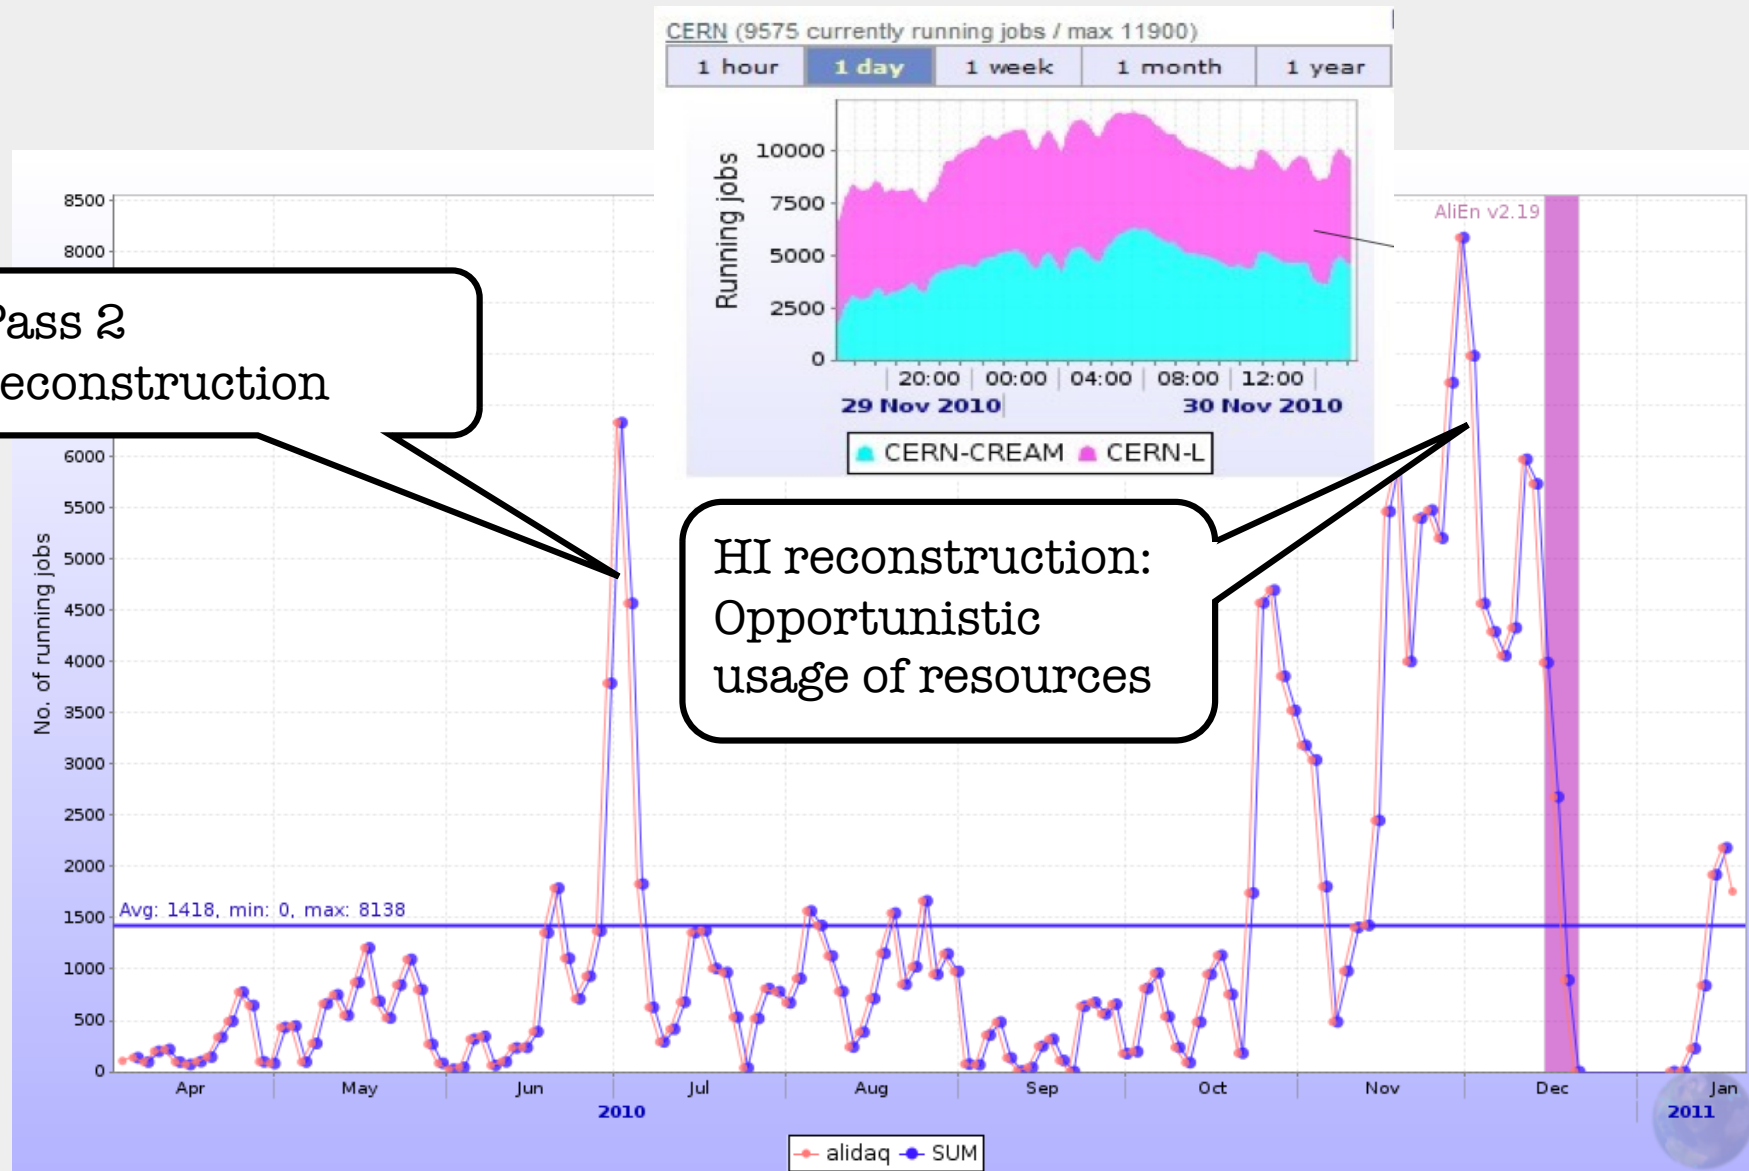 CERN (9575 currently running jobs / max 11900)
1 hour 1 day 1 week 1 month 1 year
Running jobs
10000
7500
5000
2500
0
20:00 00:00 04:00 08:00 12:00
29 Nov 2010 30 Nov 2010
CERN-CREAM CERN-L
AliEn v2.19
Pass 2
econstruction
HI reconstruction:
Opportunistic
usage of resources
No. of running jobs
8500
8000
6000
5500
5000
4500
4000
3500
3000
2500
2000
1500
1000
500
0
Avg: 1418, min: 0, max: 8138
Apr May Jun Jul Aug Sep Oct Nov Dec Jan
2010 2011
alidaq SUM